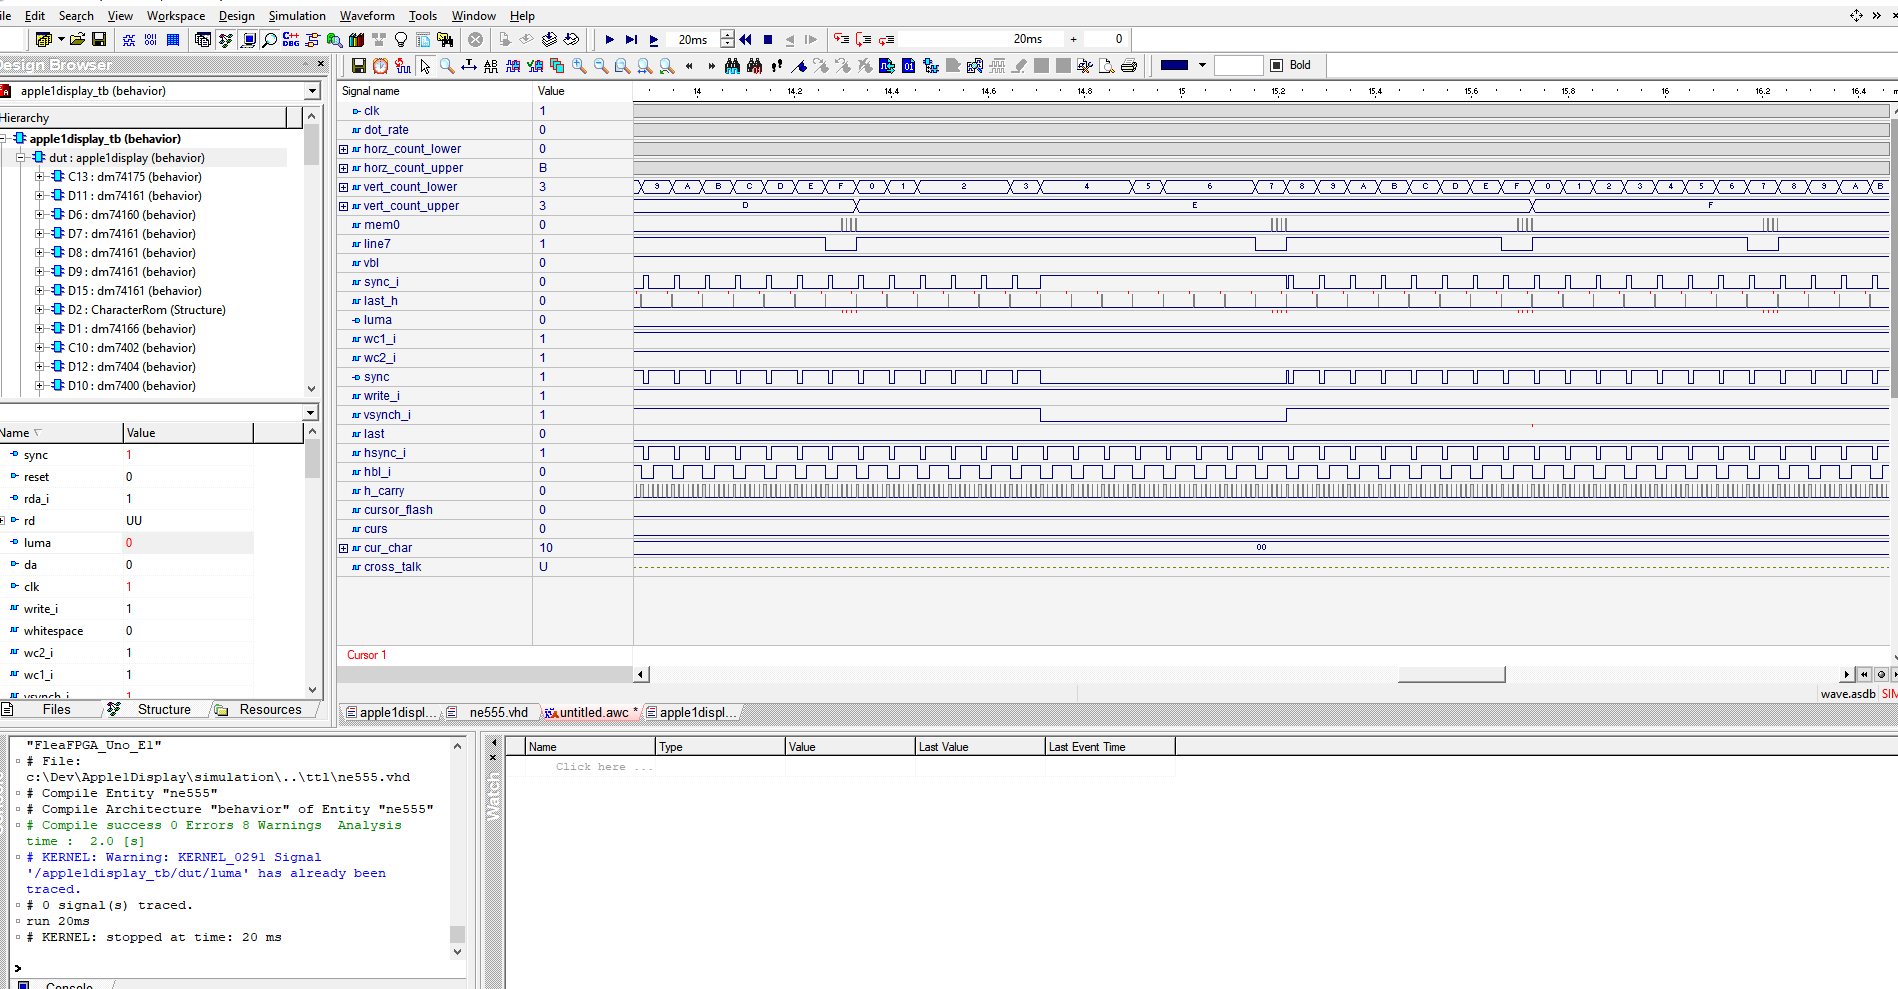 ile Edit Search View Workspace Design Simulation Waveform Tools Window Help
20ms 20ms + 0
Design Browser
apple1display_tb (behavior)
Hierarchy
apple1display_tb (behavior)
dut : apple1display (behavior)
C13 : dm74175 (behavior)
D11 : dm74161 (behavior)
D6 : dm74160 (behavior)
D7 : dm74161 (behavior)
D8 : dm74161 (behavior)
D9 : dm74161 (behavior)
D15 : dm74161 (behavior)
D2 : CharacterRom (Structure)
D1 : dm74166 (behavior)
C10 : dm7402 (behavior)
D12 : dm7404 (behavior)
D10 : dm7400 (behavior)
Name Value
sync 1
reset 0
rda_i 1
rd UU
luma 0
da 0
clk 1
write_i 1
whitespace 0
wc2_i 1
wc1_i 1
vsynch_i 1
Files Structure Resources
Bold
Signal name Value 14 14.2 14.4 14.6 14.8 15 15.2 15.4 15.6 15.8 16 16.2 16.4 m
clk 1
dot_rate 0
horz_count_lower 0
horz_count_upper B
vert_count_lower 3 9 A B C D E F 0 1 2 3 4 5 6 7 8 9 A B C D E F 0 1 2 3 4 5 6 7 8 9 A B
vert_count_upper 3 D E F
mem0 0
line7 1
vbl 0
sync_i 0
last_h 0
luma 0
wc1_i 1
wc2_i 1
sync 1
write_i 1
vsynch_i 1
last 0
hsync_i 1
hbl_i 0
h_carry 0
cursor_flash 0
curs 0
cur_char 10 00
cross_talk U
Cursor 1
wave.asdb SIM
apple1displ... ne555.vhd untitled.awc * apple1displ...
"FleaFPGA_Uno_E1"
# File:
c:\Dev\Apple1Display\simulation\..\ttl\ne555.vhd
# Compile Entity "ne555"
# Compile Architecture "behavior" of Entity "ne555"
# Compile success 0 Errors 8 Warnings Analysis
time : 2.0 [s]
# KERNEL: Warning: KERNEL_0291 Signal
'/apple1display_tb/dut/luma' has already been
traced.
# 0 signal(s) traced.
run 20ms
# KERNEL: stopped at time: 20 ms
>
Console
Watch
Name Type Value Last Value Last Event Time
Click here ...